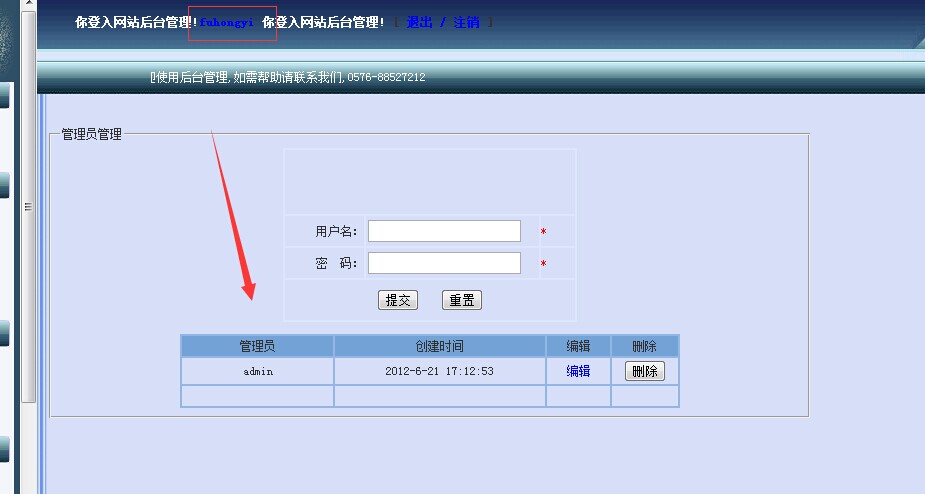 你登入网站后台管理!fuhongyi 你登入网站后台管理! [ 退出 / 注销 ]
使用后台管理,如需帮助请联系我们,0576-88527212
管理员管理
用户名: *
密 码: *
提交 重置
管理员 创建时间 编辑 删除
admin 2012-6-21 17:12:53 编辑 删除